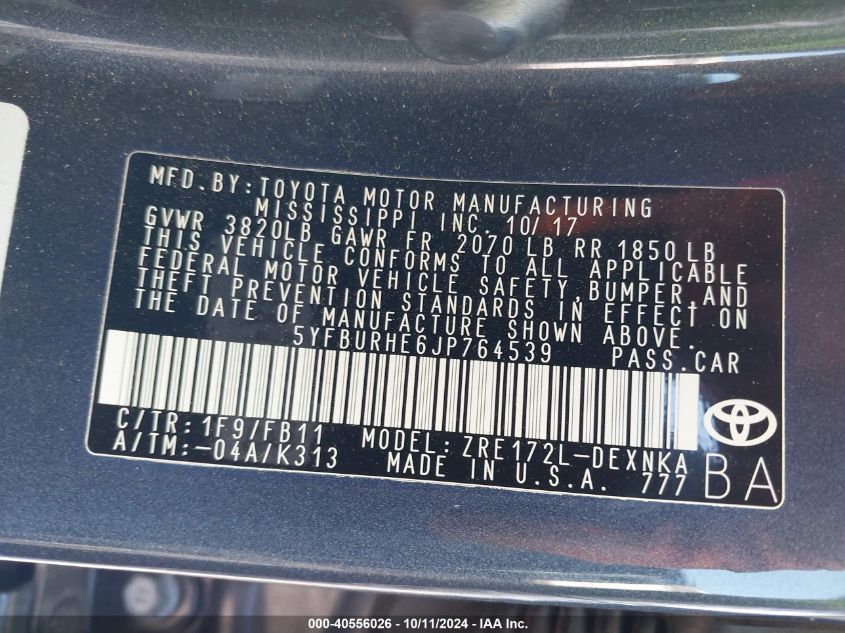 MFD.BY:TOYOTA MOTOR MANUFACTURING
MISSISSIPPI INC. 10/17
GVWR 3820LB GAWR FR 2070 LB RR 1850 LB
THIS VEHICLE CONFORMS TO ALL APPLICABLE
FEDERAL MOTOR VEHICLE SAFETY,BUMPER,AND
THEFT PREVENTION STANDARDS IN EFFECT ON
THE DATE OF MANUFACTURE SHOWN ABOVE.
5YFBURHE6JP764539 PASS.CAR
C/TR:1F9/FB11 MODEL:ZRE172L-DEXNKA
A/TM:-04A/K313 MADE IN U.S.A. 777 BA
000-40556026 - 10/11/2024 - IAA Inc.